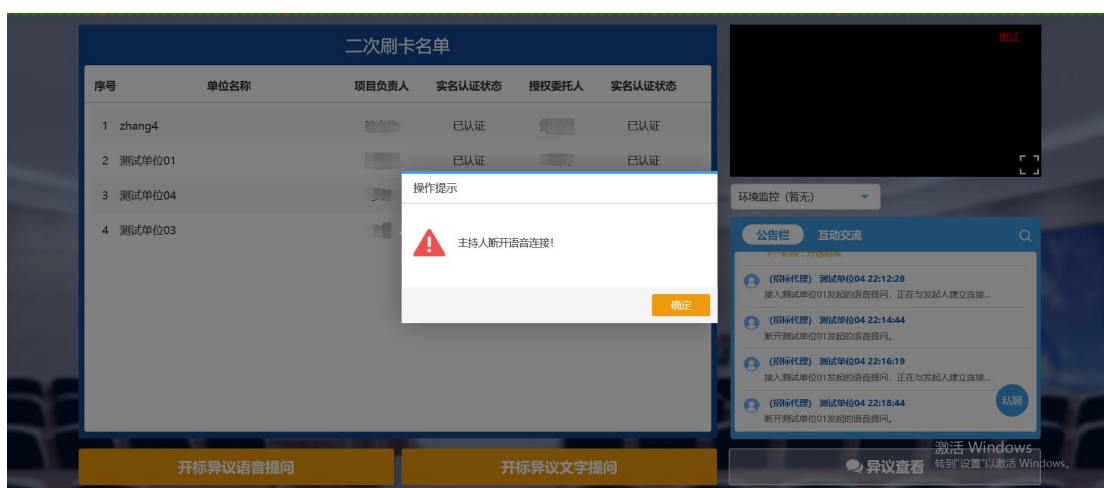 二次刷卡名单
测试
序号 单位名称 项目负责人 实名认证状态 授权委托人 实名认证状态
1 zhang4 已认证 已认证
2 测试单位01 已认证 已认证
3 测试单位04
4 测试单位03
操作提示
主持人断开语音连接!
确定
环境监控 (暂无)
公告栏 互动交流
下一阶段:开标结束
(招标代理) 测试单位04 22:12:28
接入测试单位01发起的语音提问,正在与发起人建立连接...
(招标代理) 测试单位04 22:14:44
断开测试单位01发起的语音提问。
(招标代理) 测试单位04 22:16:19
接入测试单位01发起的语音提问,正在与发起人建立连接...
(招标代理) 测试单位04 22:18:44
断开测试单位01发起的语音提问。
私聊
开标异议语音提问
开标异议文字提问
异议查看
激活 Windows
转到"设置"以激活 Windows。